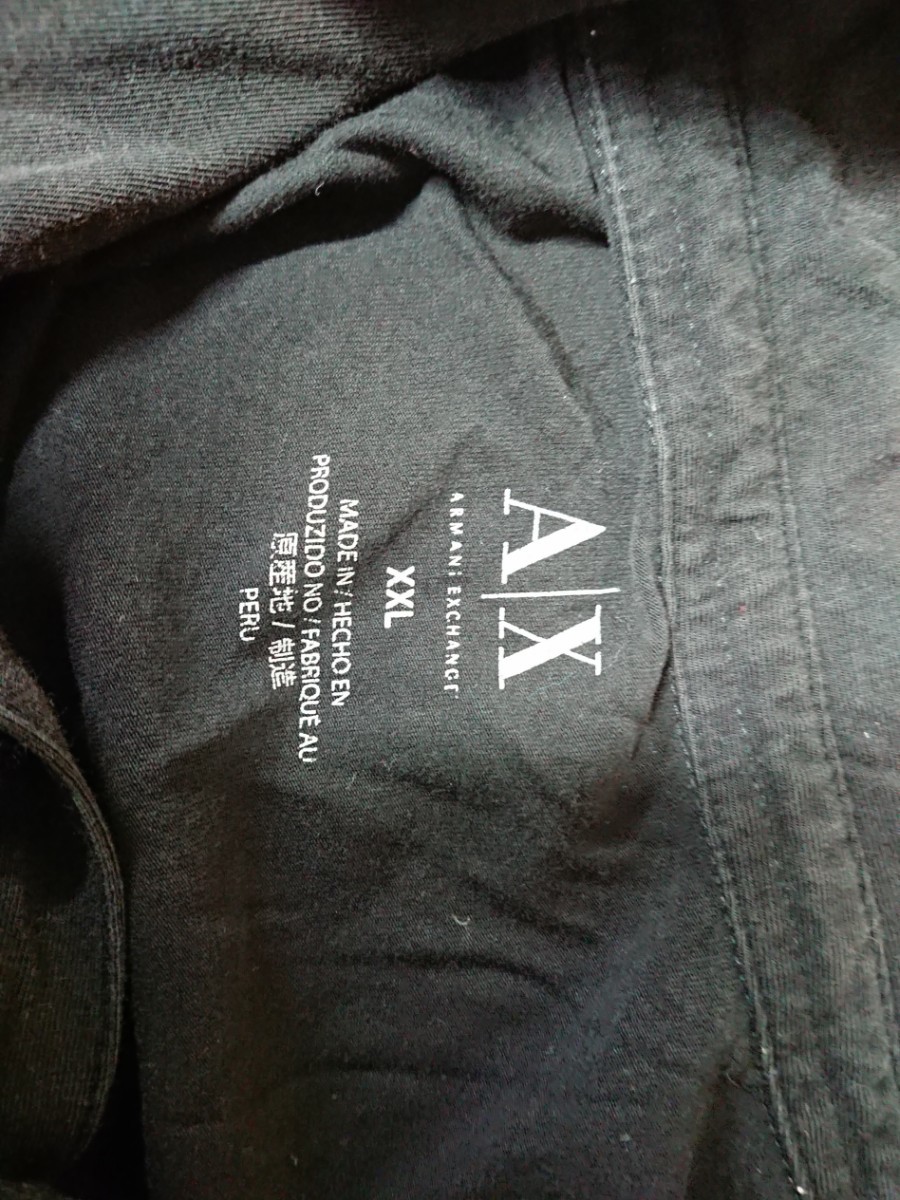 A|X
ARMANI EXCHANGE
XXL
MADE IN / HECHO EN
PRODUZIDO NO / FABRIQUÉ AU
原産地 / 制造
PERU